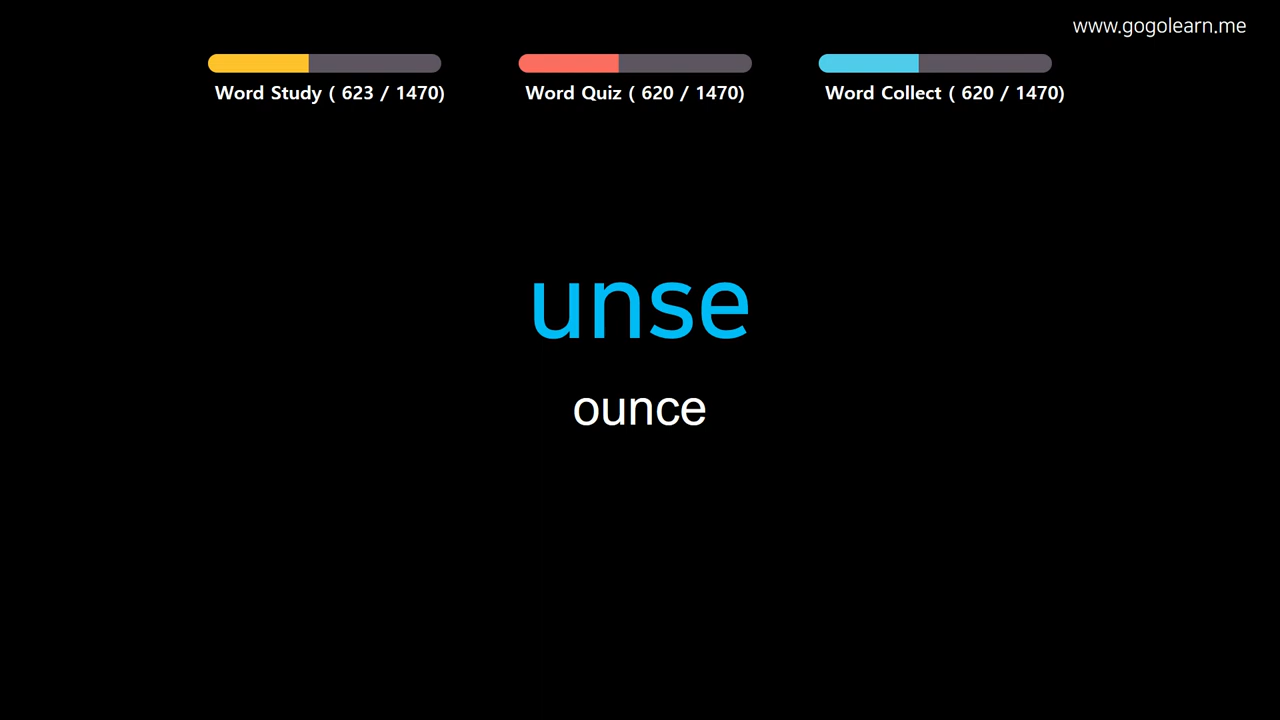 www.gogolearn.me
Word Study ( 623 / 1470)
Word Quiz ( 620 / 1470)
Word Collect ( 620 / 1470)
unse
ounce